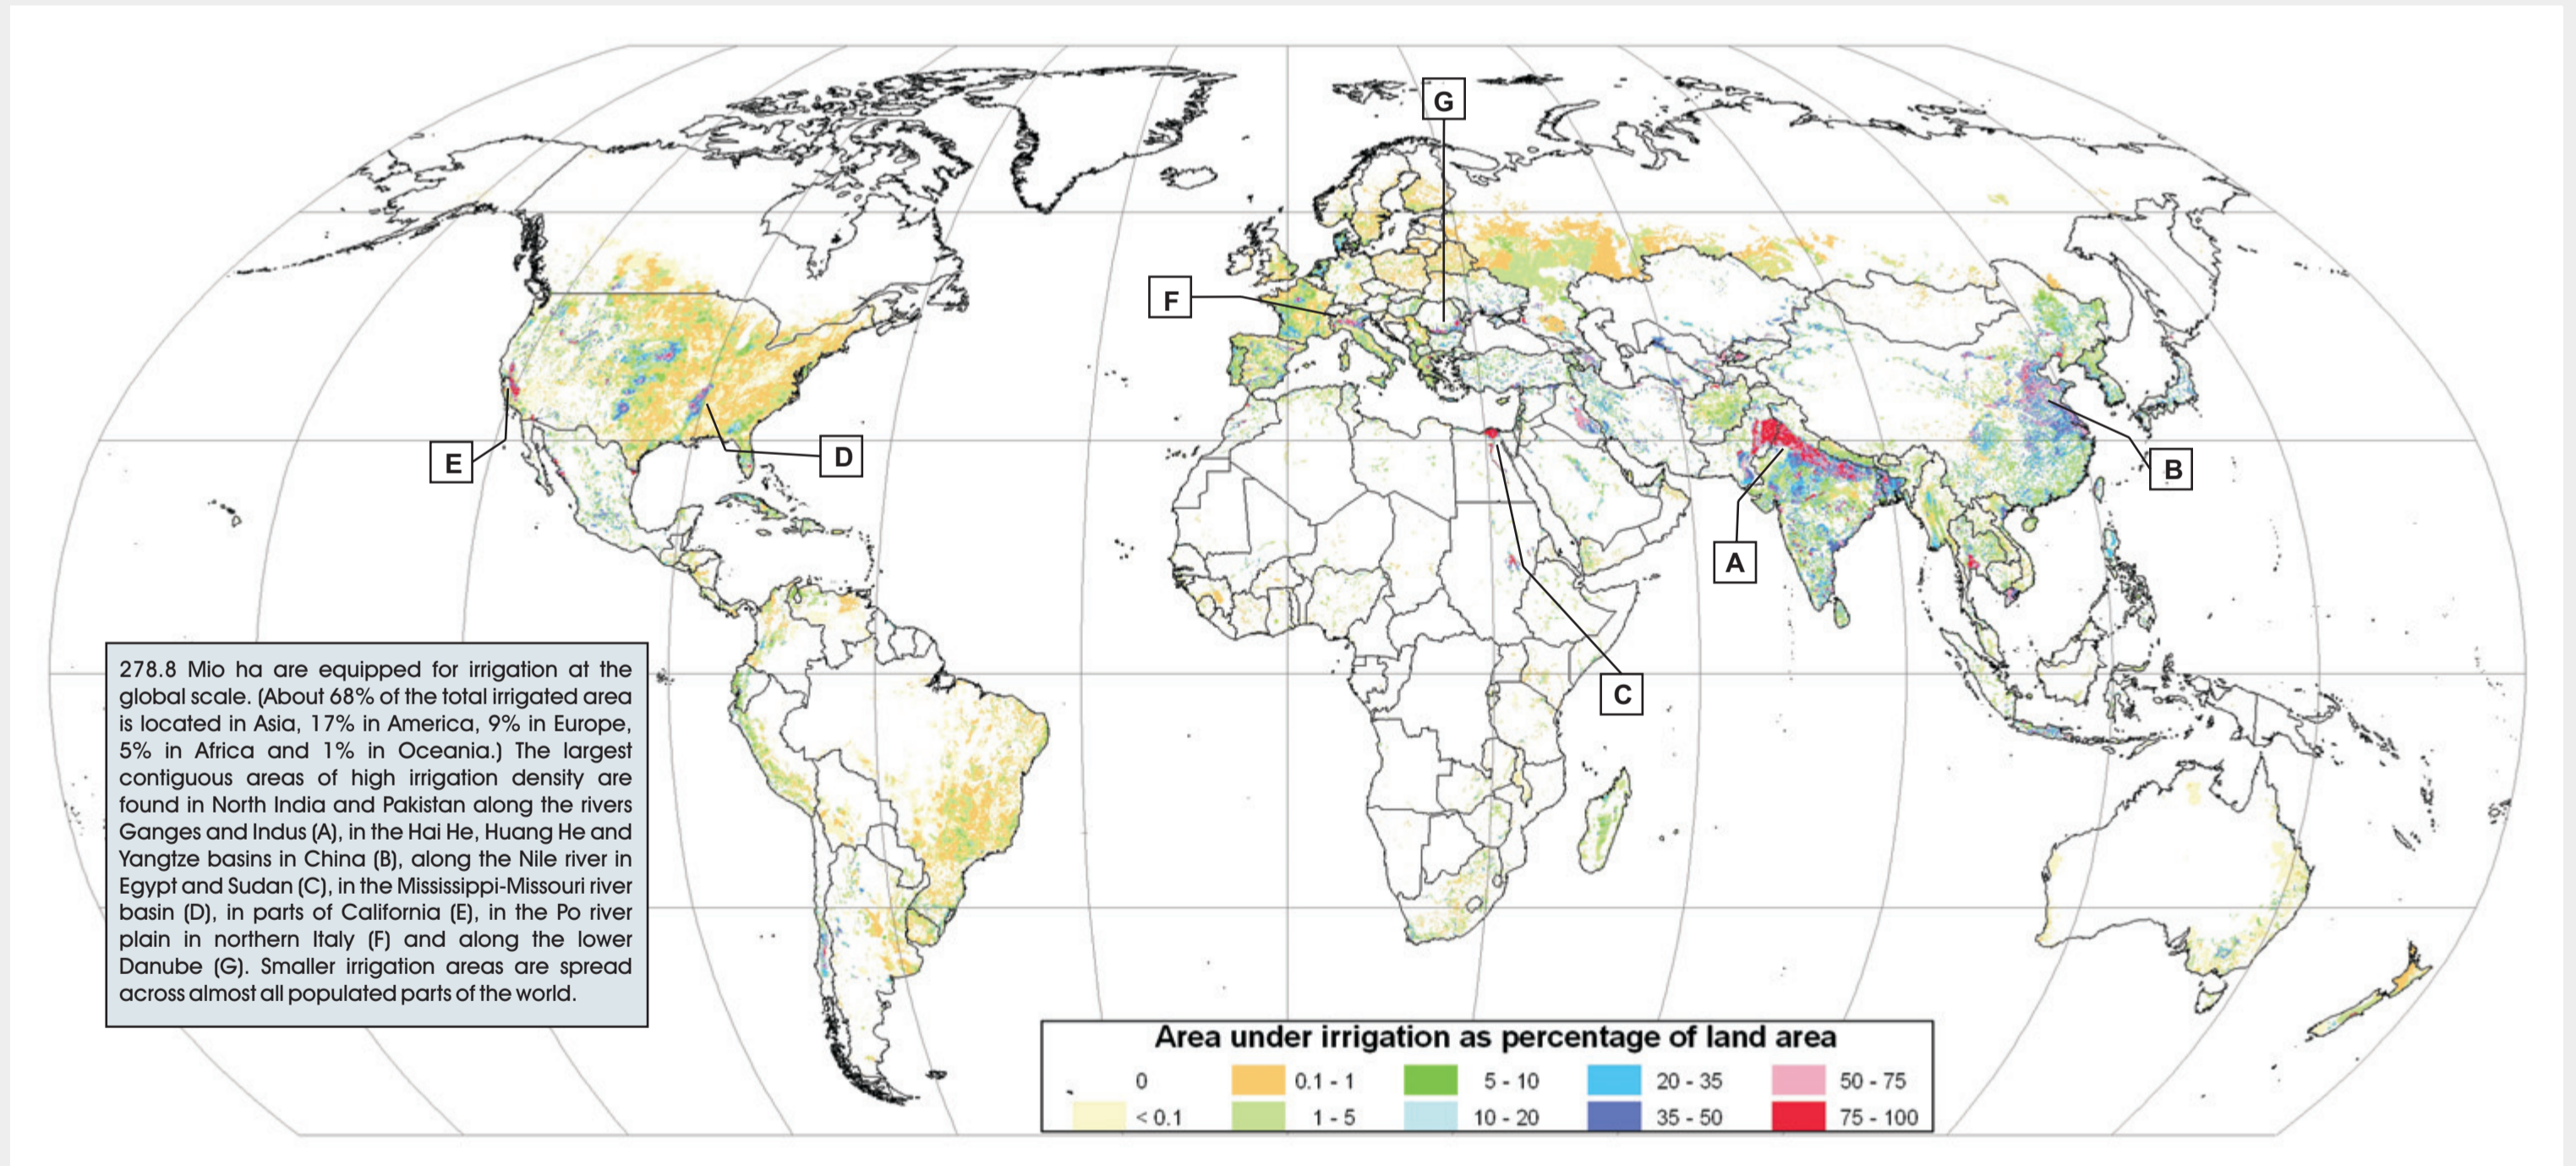 G
F
E
D
B
A
C
278.8 Mio ha are equipped for irrigation at the
global scale. (About 68% of the total irrigated area
is located in Asia, 17% in America, 9% in Europe,
5% in Africa and 1% in Oceania.) The largest
contiguous areas of high irrigation density are
found in North India and Pakistan along the rivers
Ganges and Indus (A), in the Hai He, Huang He and
Yangtze basins in China (B), along the Nile river in
Egypt and Sudan (C), in the Mississippi-Missouri river
basin (D), in parts of California (E), in the Po river
plain in northern Italy (F) and along the lower
Danube (G). Smaller irrigation areas are spread
across almost all populated parts of the world.
Area under irrigation as percentage of land area
0 0.1 - 1 5 - 10 20 - 35 50 - 75
< 0.1 1 - 5 10 - 20 35 - 50 75 - 100